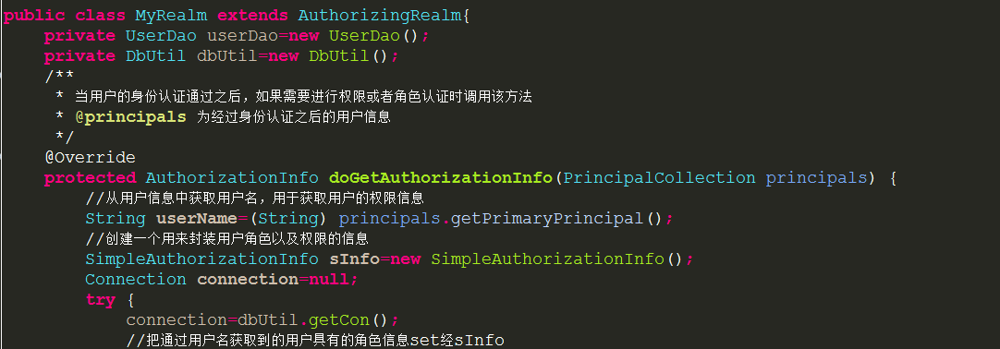 public class MyRealm extends AuthorizingRealm{
    private UserDao userDao=new UserDao();
    private DbUtil dbUtil=new DbUtil();
    /**
     * 当用户的身份认证通过之后，如果需要进行权限或者角色认证时调用该方法
     * @principals 为经过身份认证之后的用户信息
     */
    @Override
    protected AuthorizationInfo doGetAuthorizationInfo(PrincipalCollection principals) {
        //从用户信息中获取用户名，用于获取用户的权限信息
        String userName=(String) principals.getPrimaryPrincipal();
        //创建一个用来封装用户角色以及权限的信息
        SimpleAuthorizationInfo sInfo=new SimpleAuthorizationInfo();
        Connection connection=null;
        try {
            connection=dbUtil.getCon();
            //把通过用户名获取到的用户具有的角色信息set经sInfo